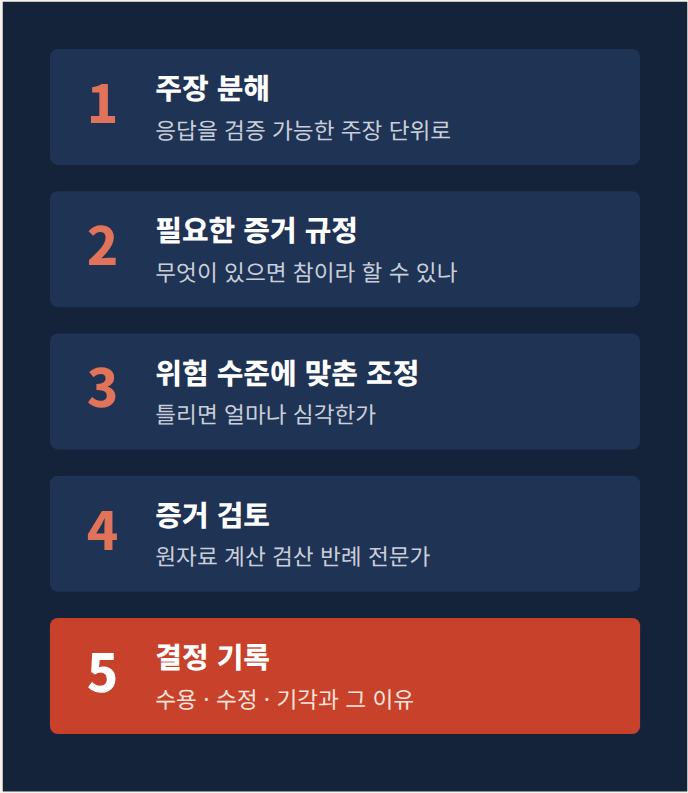 1
주장 분해
응답을 검증 가능한 주장 단위로
2
필요한 증거 규정
무엇이 있으면 참이라 할 수 있나
3
위험 수준에 맞춘 조정
틀리면 얼마나 심각한가
4
증거 검토
원자료 계산 검산 반례 전문가
5
결정 기록
수용 · 수정 · 기각과 그 이유